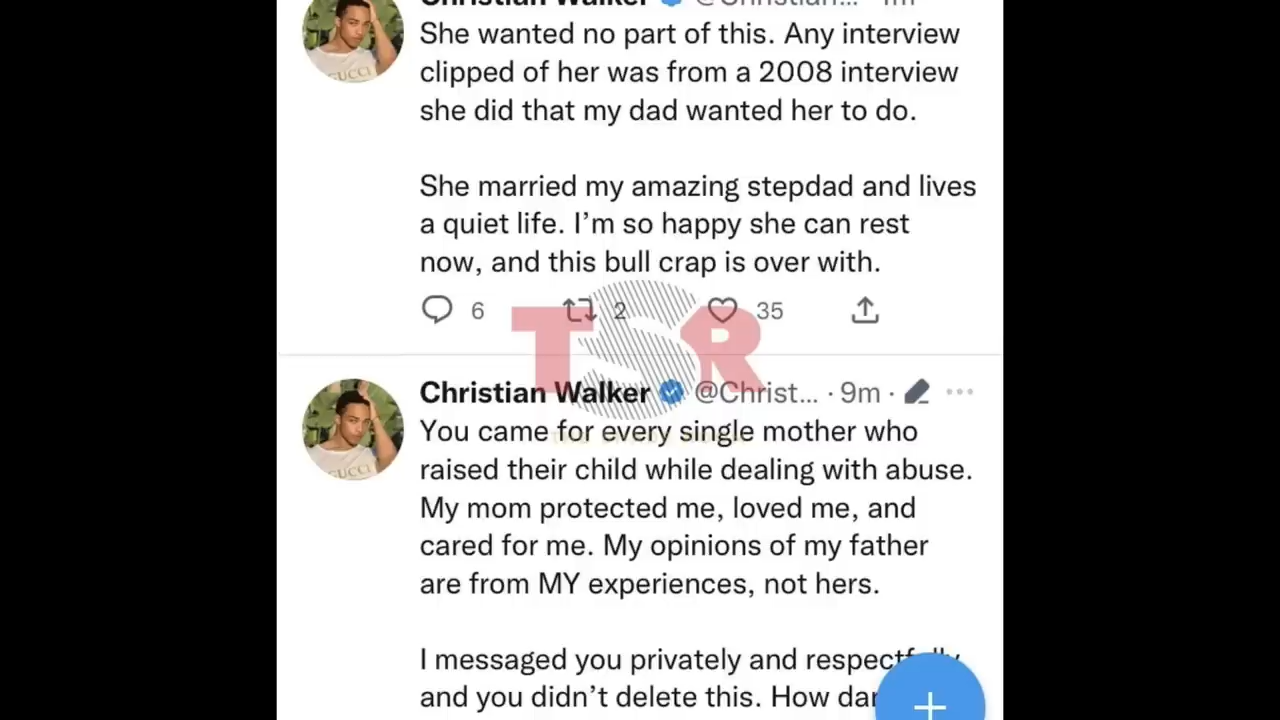 Christian Walker @Christian... · 1m
She wanted no part of this. Any interview
clipped of her was from a 2008 interview
she did that my dad wanted her to do.
She married my amazing stepdad and lives
a quiet life. I’m so happy she can rest
now, and this bull crap is over with.
6 2 35
TSR
Christian Walker @Christ... · 9m ·
You came for every single mother who
raised their child while dealing with abuse.
My mom protected me, loved me, and
cared for me. My opinions of my father
are from MY experiences, not hers.
I messaged you privately and respectfully
and you didn’t delete this. How
GUCCI
GUCCI